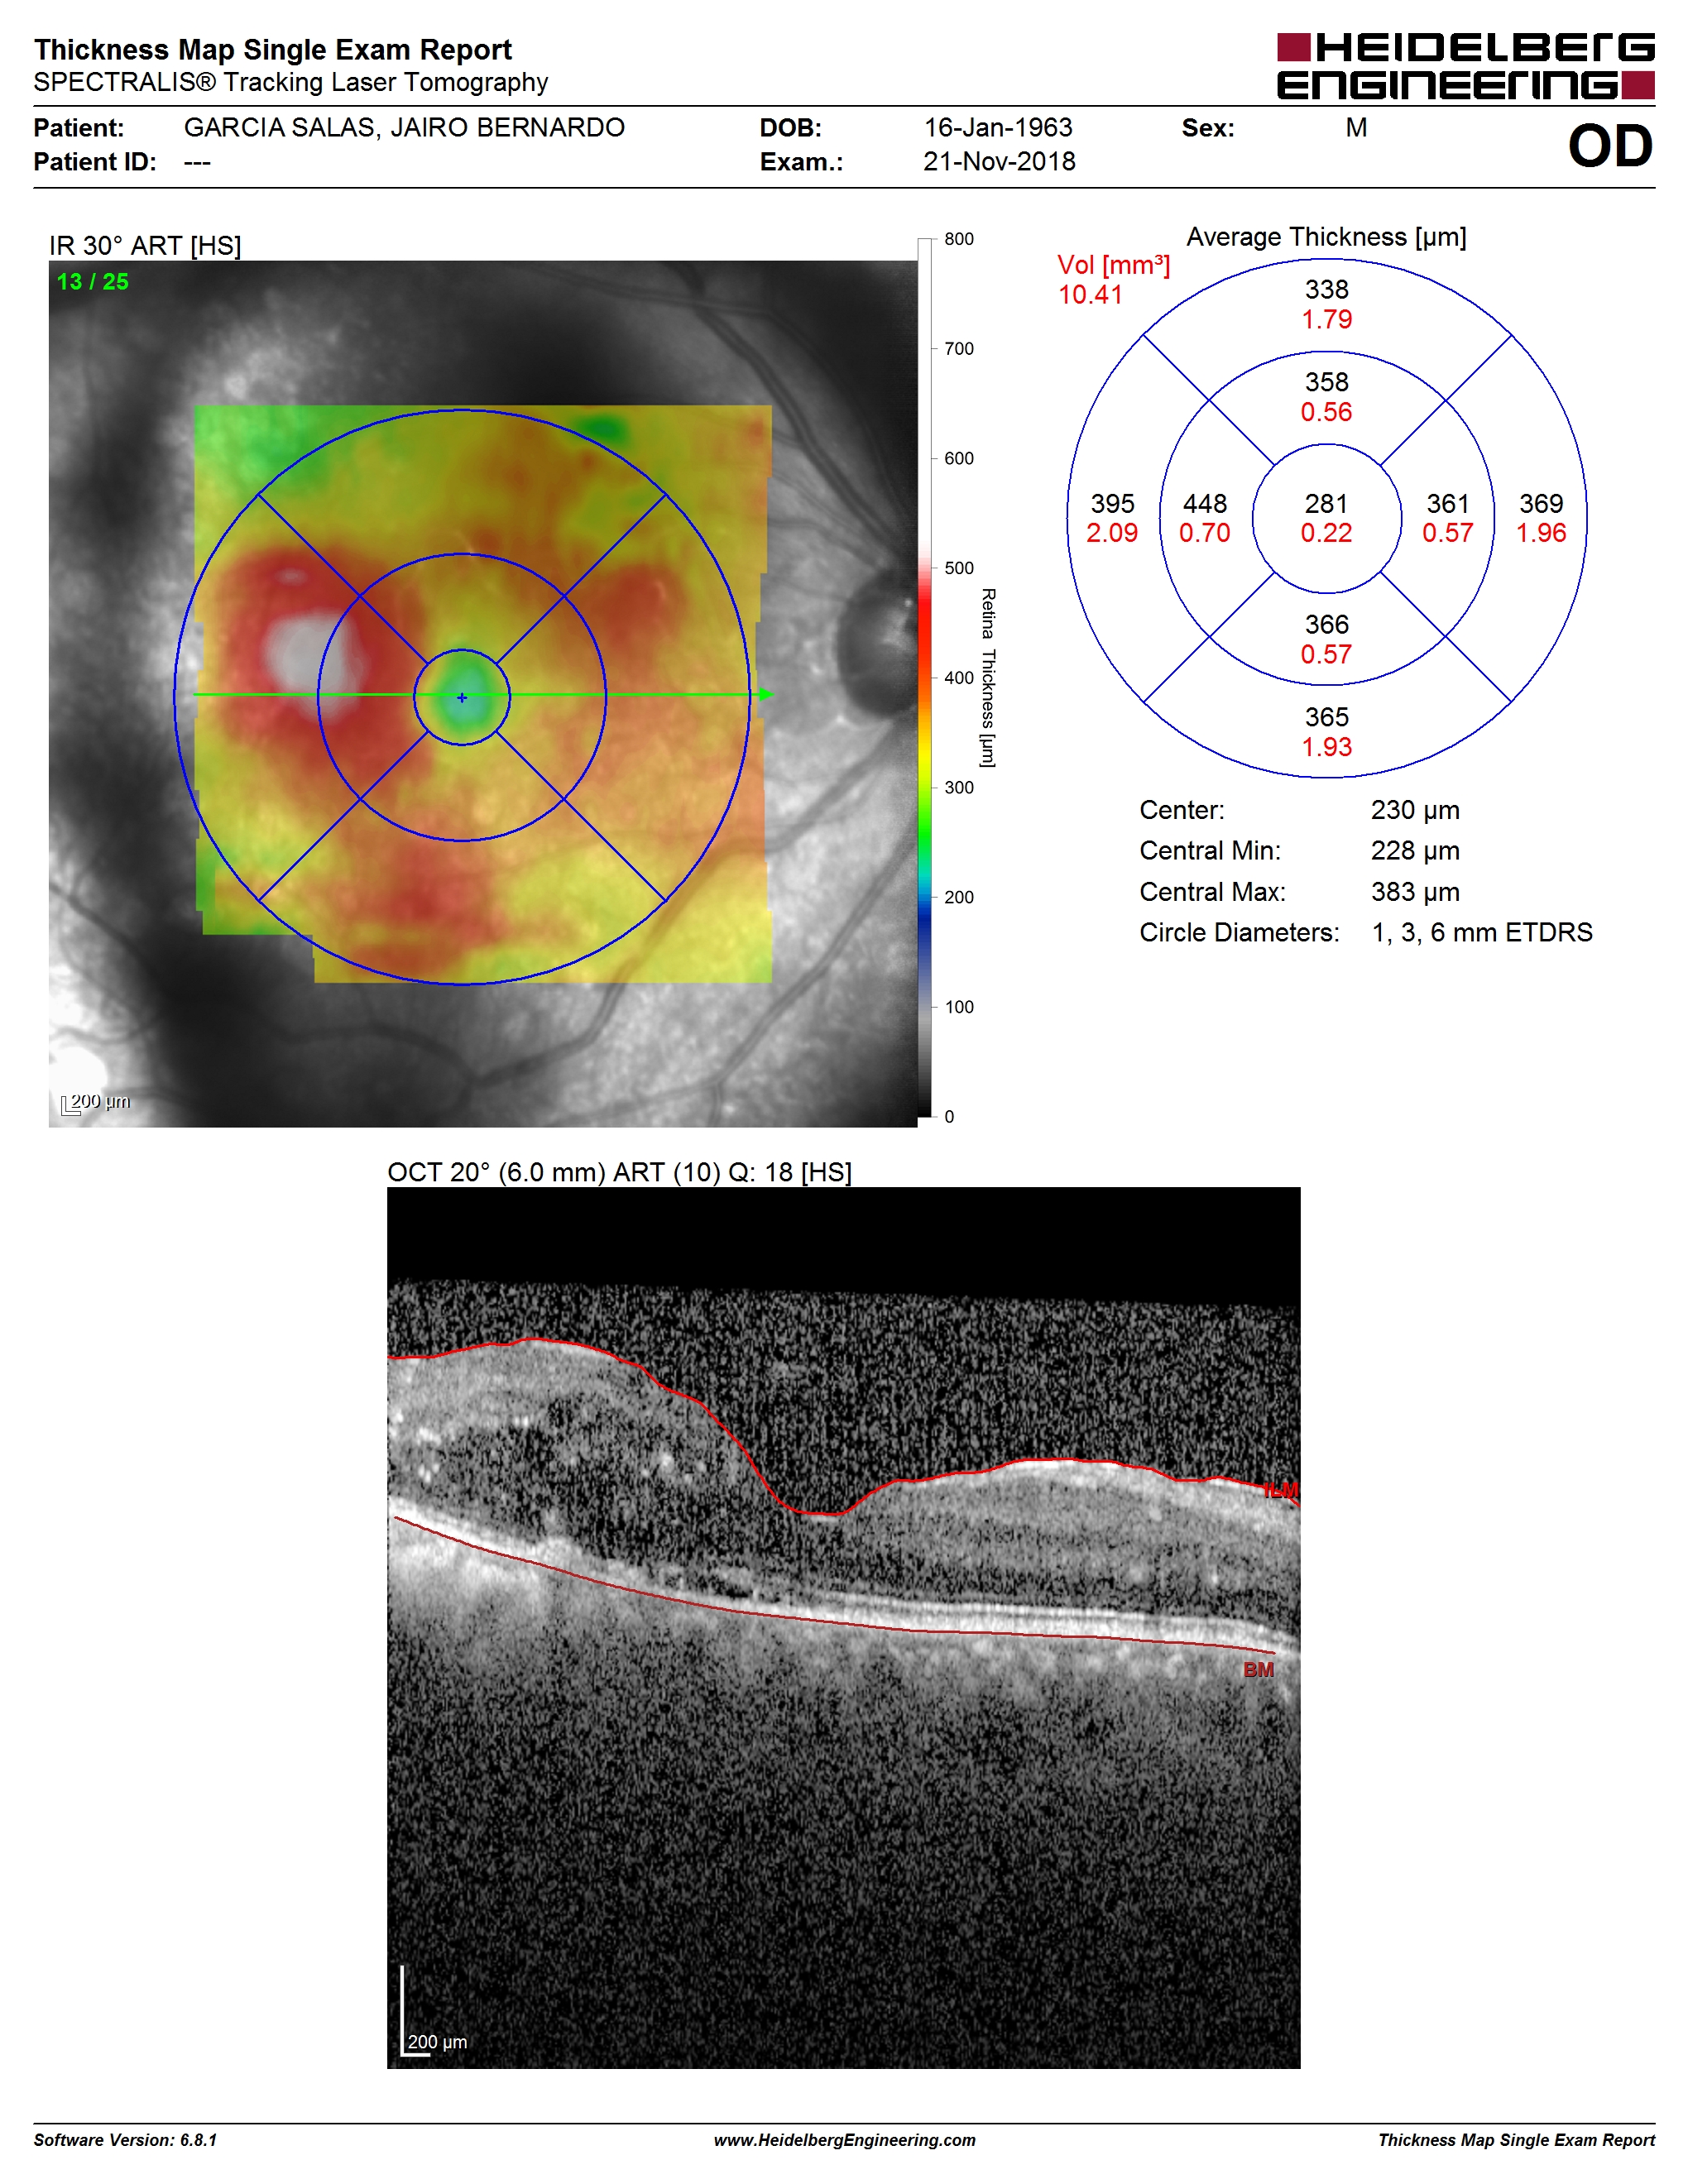 Thickness Map Single Exam Report
SPECTRALIS® Tracking Laser Tomography
HEIDELBERG
ENGINEERING
Patient: GARCIA SALAS, JAIRO BERNARDO DOB: 16-Jan-1963 Sex: M
Patient ID: --- Exam.: 21-Nov-2018
OD
IR 30° ART [HS]
13 / 25
200 µm
800
700
600
500
400
300
200
100
0
Retina Thickness [µm]
Average Thickness [µm]
Vol [mm³]
10.41
338
1.79
358
0.56
395 448 281 361 369
2.09 0.70 0.22 0.57 1.96
366
0.57
365
1.93
Center: 230 µm
Central Min: 228 µm
Central Max: 383 µm
Circle Diameters: 1, 3, 6 mm ETDRS
OCT 20° (6.0 mm) ART (10) Q: 18 [HS]
ILM
BM
200 µm
Software Version: 6.8.1 www.HeidelbergEngineering.com Thickness Map Single Exam Report